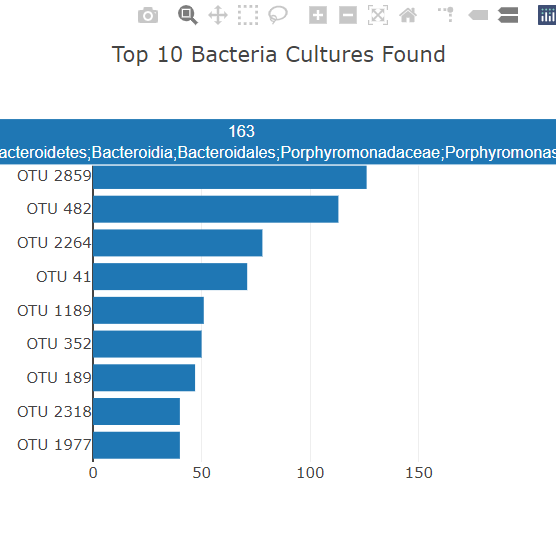 Top 10 Bacteria Cultures Found
163
acteroidetes;Bacteroidia;Bacteroidales;Porphyromonadaceae;Porphyromonas
OTU 2859
OTU 482
OTU 2264
OTU 41
OTU 1189
OTU 352
OTU 189
OTU 2318
OTU 1977
0 50 100 150